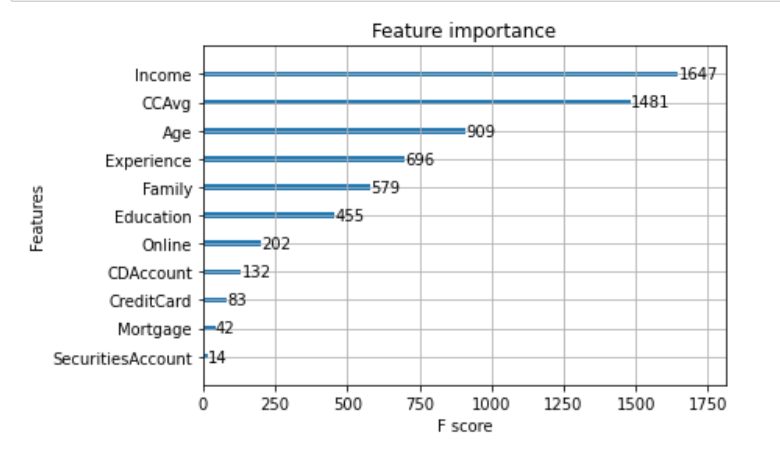 Feature importance
Income 1647
CCAvg 1481
Age 909
Experience 696
Family 579
Education 455
Online 202
CDAccount 132
CreditCard 83
Mortgage 42
SecuritiesAccount 14
Features
0 250 500 750 1000 1250 1500 1750
F score